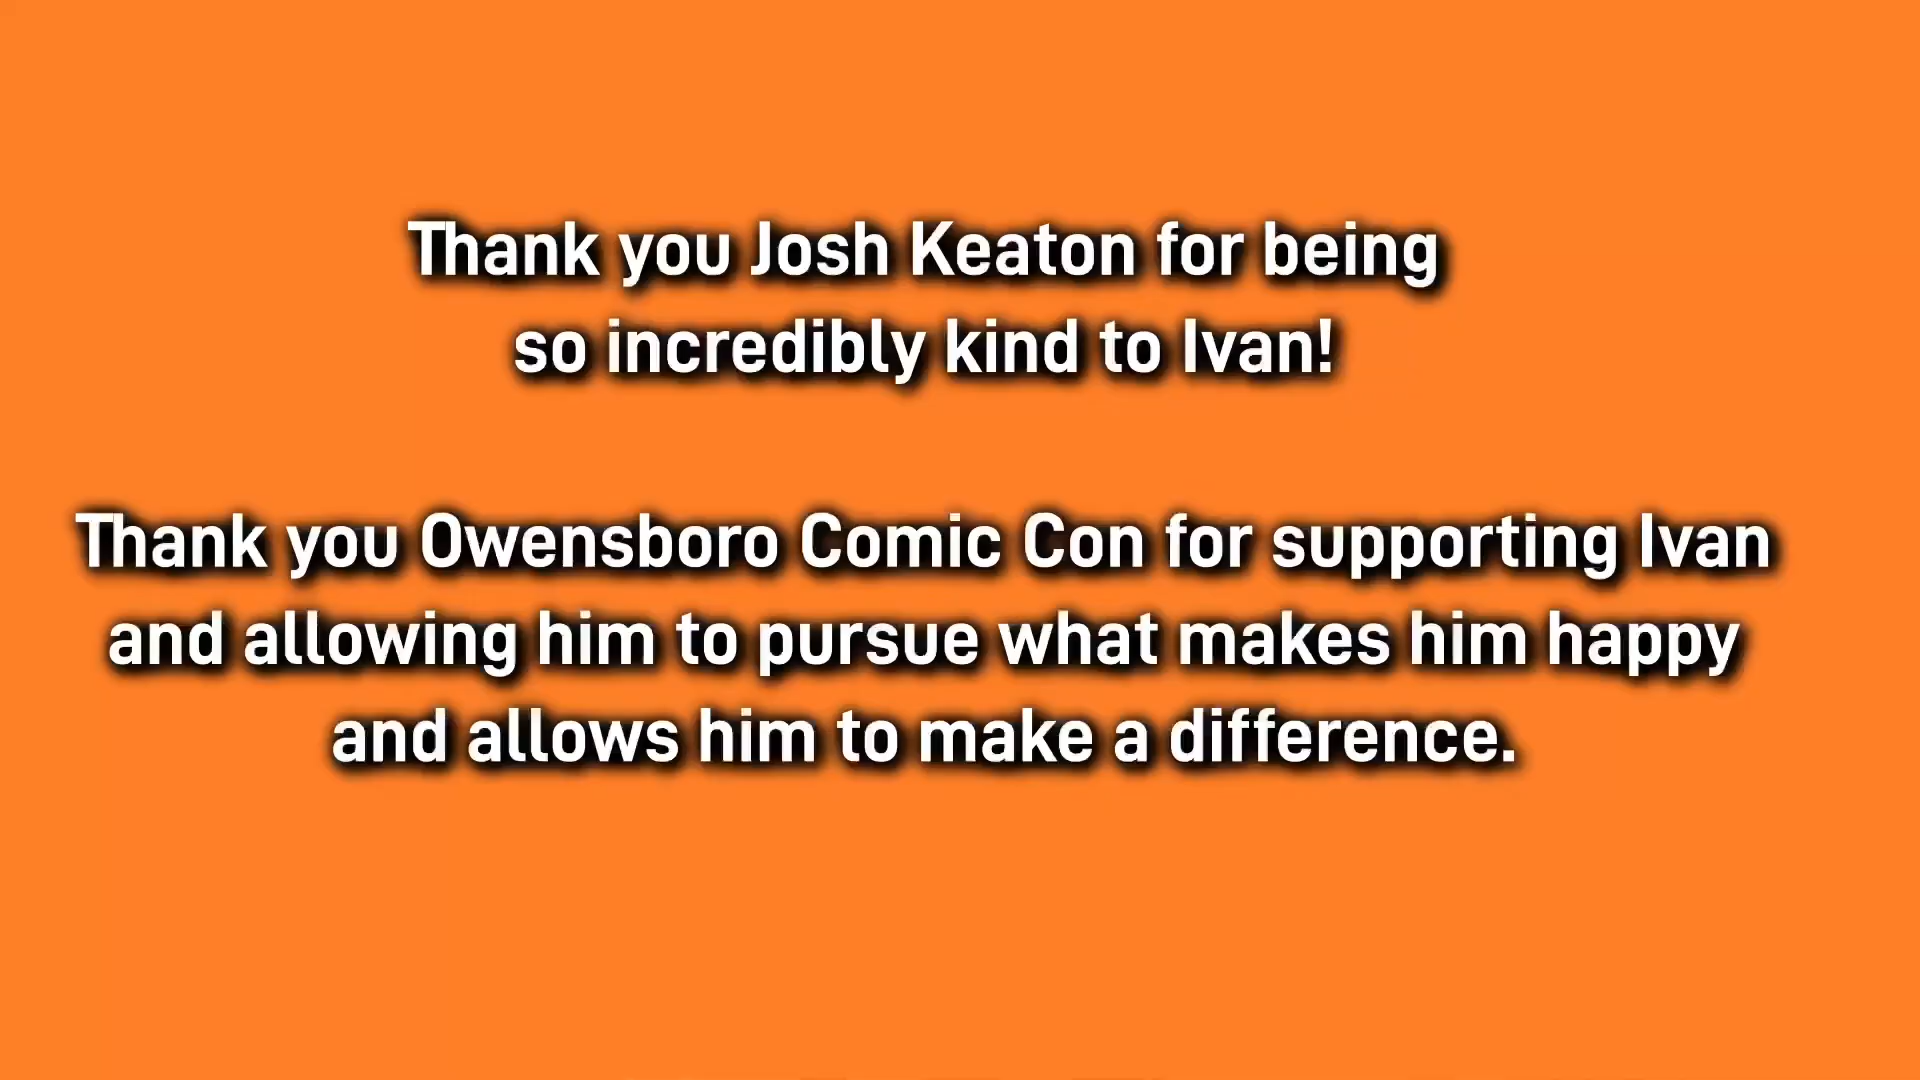 Thank you Josh Keaton for being
so incredibly kind to Ivan!
Thank you Owensboro Comic Con for supporting Ivan
and allowing him to pursue what makes him happy
and allows him to make a difference.